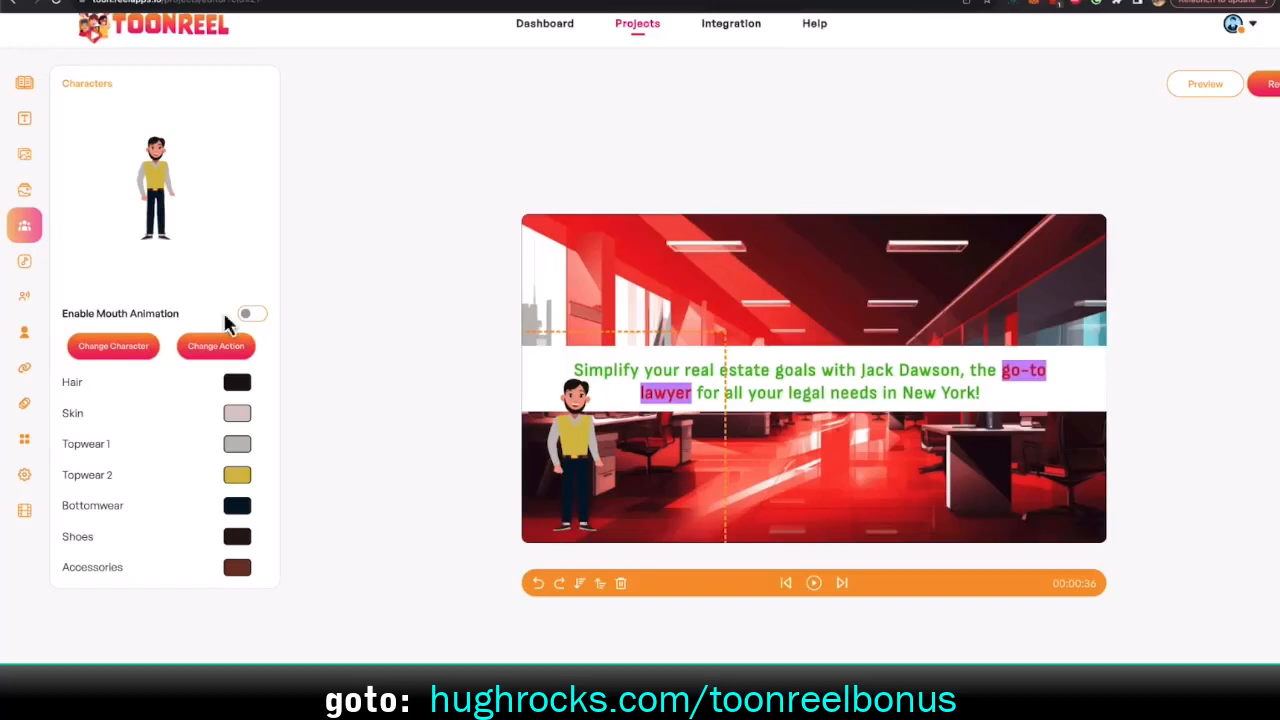 TOONREEL
Dashboard
Projects
Integration
Help
Characters
Preview
Re
Enable Mouth Animation
Change Character
Change Action
Hair
Skin
Topwear 1
Topwear 2
Bottomwear
Shoes
Accessories
Simplify your real estate goals with Jack Dawson, the go-to
lawyer for all your legal needs in New York!
00:00:36
goto: hughrocks.com/toonreelbonus